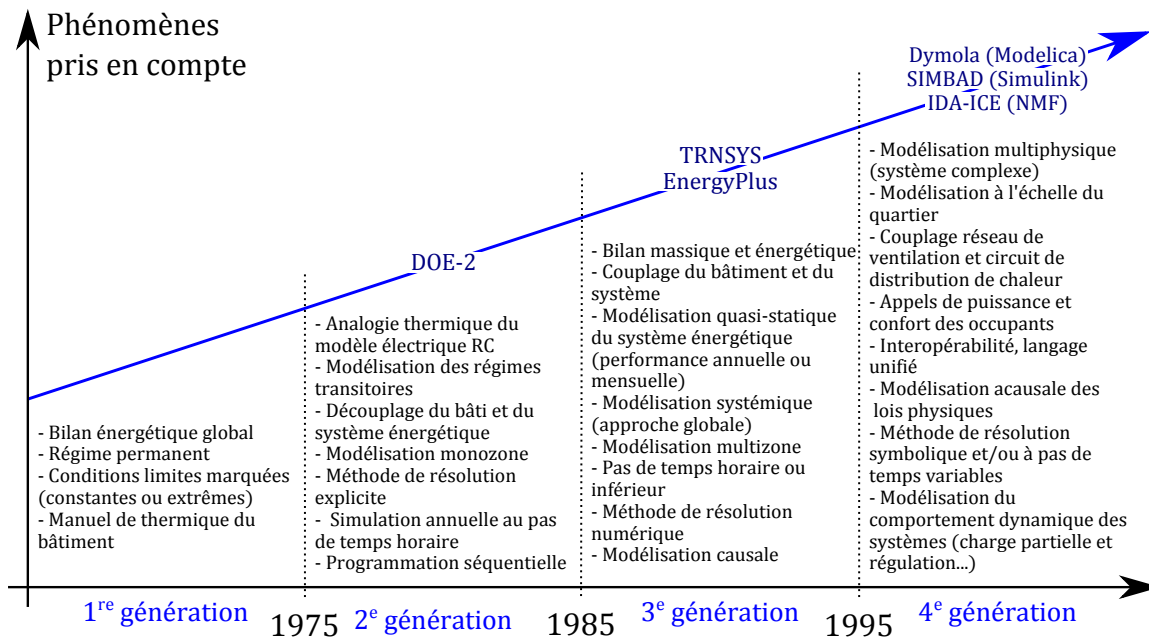 Phénomènes
pris en compte
Dymola (Modelica)
SIMBAD (Simulink)
IDA-ICE (NMF)
TRNSYS
EnergyPlus
DOE-2
- Bilan énergétique global
- Régime permanent
- Conditions limites marquées
(constantes ou extrêmes)
- Manuel de thermique du
bâtiment
- Analogie thermique du
modèle électrique RC
- Modélisation des régimes
transitoires
- Découplage du bâti et du
système énergétique
- Modélisation monozone
- Méthode de résolution
explicite
- Simulation annuelle au pas
de temps horaire
- Programmation séquentielle
- Bilan massique et énergétique
- Couplage du bâtiment et du
système
- Modélisation quasi-statique
du système énergétique
(performance annuelle ou
mensuelle)
- Modélisation systémique
(approche globale)
- Modélisation multizone
- Pas de temps horaire ou
inférieur
- Méthode de résolution
numérique
- Modélisation causale
- Modélisation multiphysique
(système complexe)
- Modélisation à l'échelle du
quartier
- Couplage réseau de
ventilation et circuit de
distribution de chaleur
- Appels de puissance et
confort des occupants
- Interopérabilité, langage
unifié
- Modélisation acausale des
lois physiques
- Méthode de résolution
symbolique et/ou à pas de
temps variables
- Modélisation du
comportement dynamique des
systèmes (charge partielle et
régulation...)
1re génération
1975
2e génération
1985
3e génération
1995
4e génération